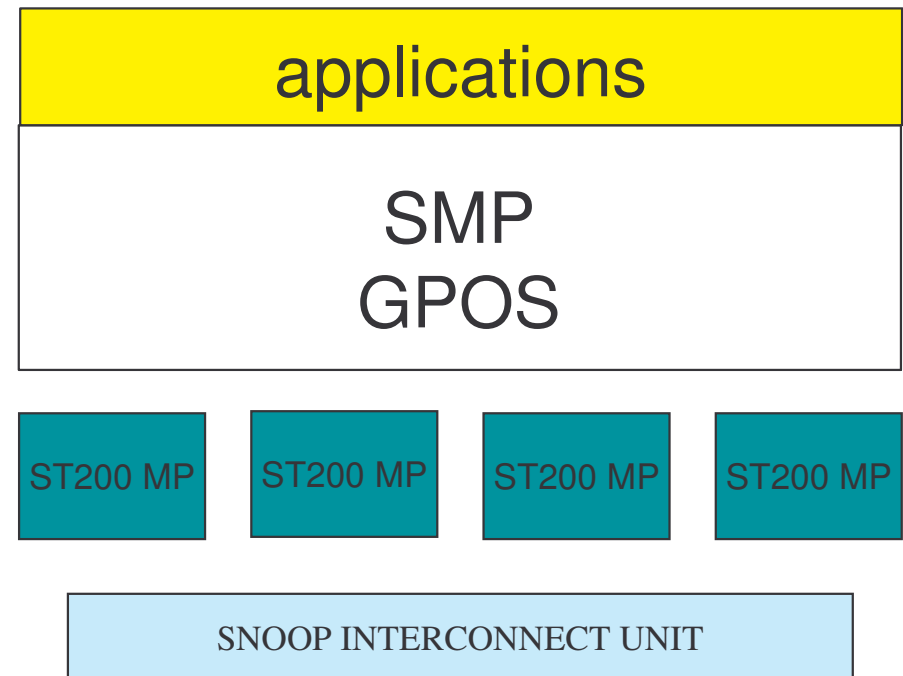 applications
SMP
GPOS
ST200 MP
ST200 MP
ST200 MP
ST200 MP
SNOOP INTERCONNECT UNIT